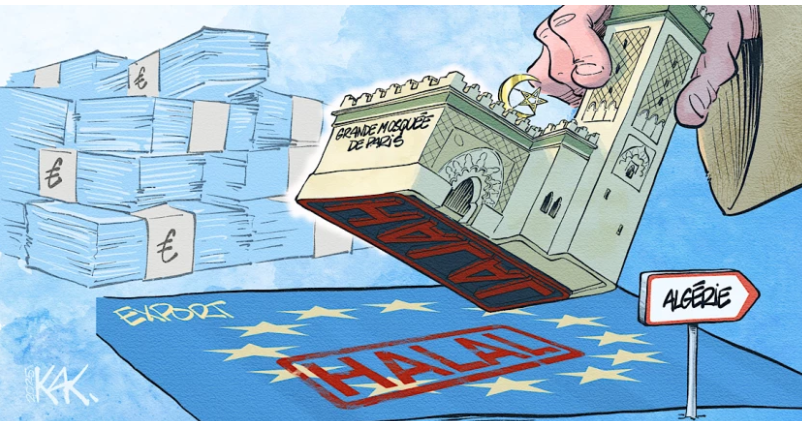 €
€
€
GRANDE MOSQUÉE
DE PARIS
HALAL
ALGÉRIE
EXPORT
HALAL
KAK.